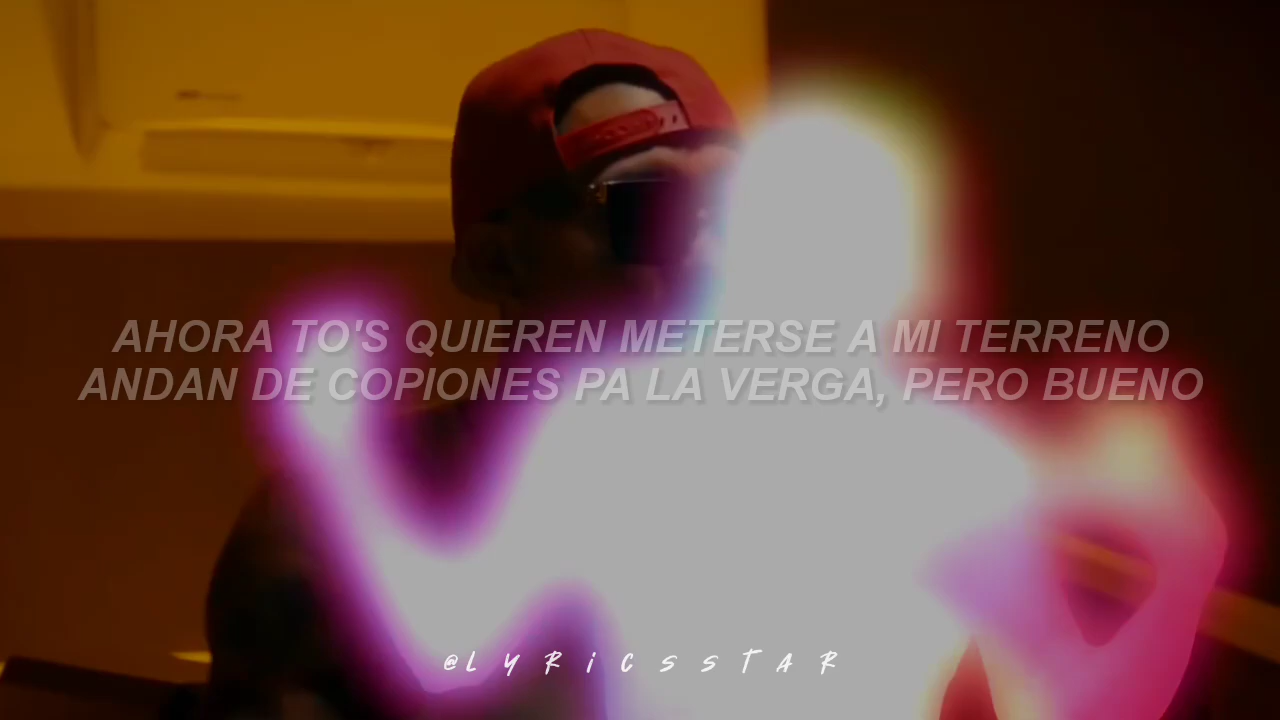 AHORA TO'S QUIEREN METERSE A MI TERRENO
ANDAN DE COPIONES PA LA VERGA, PERO BUENO
@LYRiCSSTAR